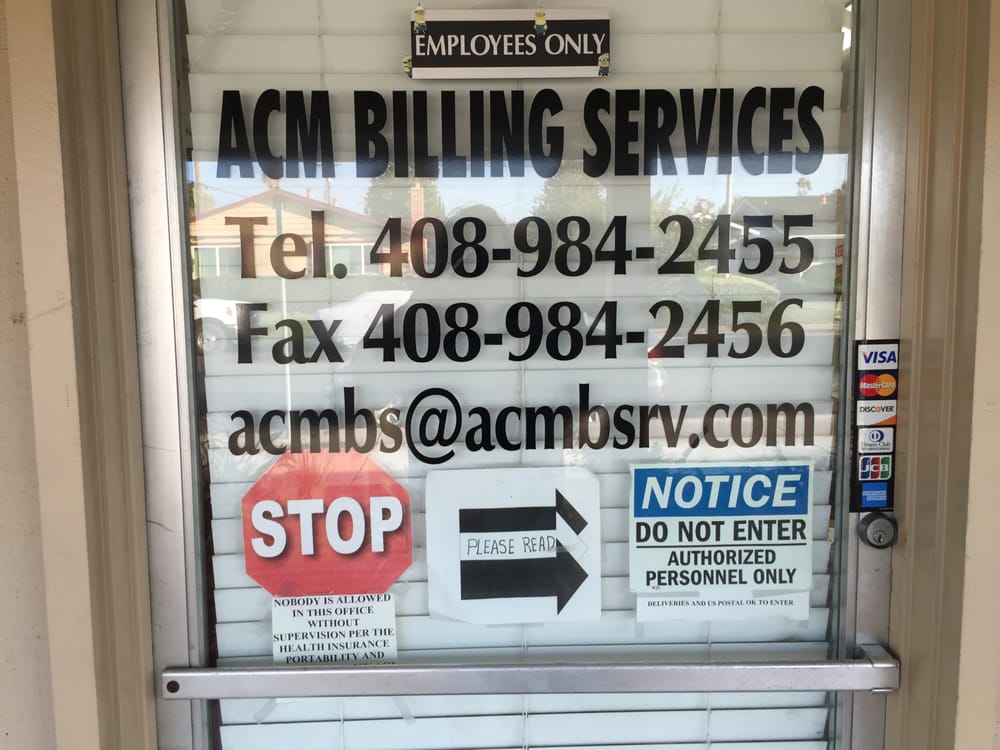 EMPLOYEES ONLY
ACM BILLING SERVICES
Tel. 408-984-2455
Fax 408-984-2456
acmbs@acmbsrv.com
STOP
NOBODY IS ALLOWED
IN THIS OFFICE
WITHOUT
SUPERVISION PER THE
HEALTH INSURANCE
PORTABILITY AND
PLEASE READ
NOTICE
DO NOT ENTER
AUTHORIZED
PERSONNEL ONLY
DELIVERIES AND US POSTAL OK TO ENTER
VISA
MasterCard
DISCOVER
Diners Club
JCB